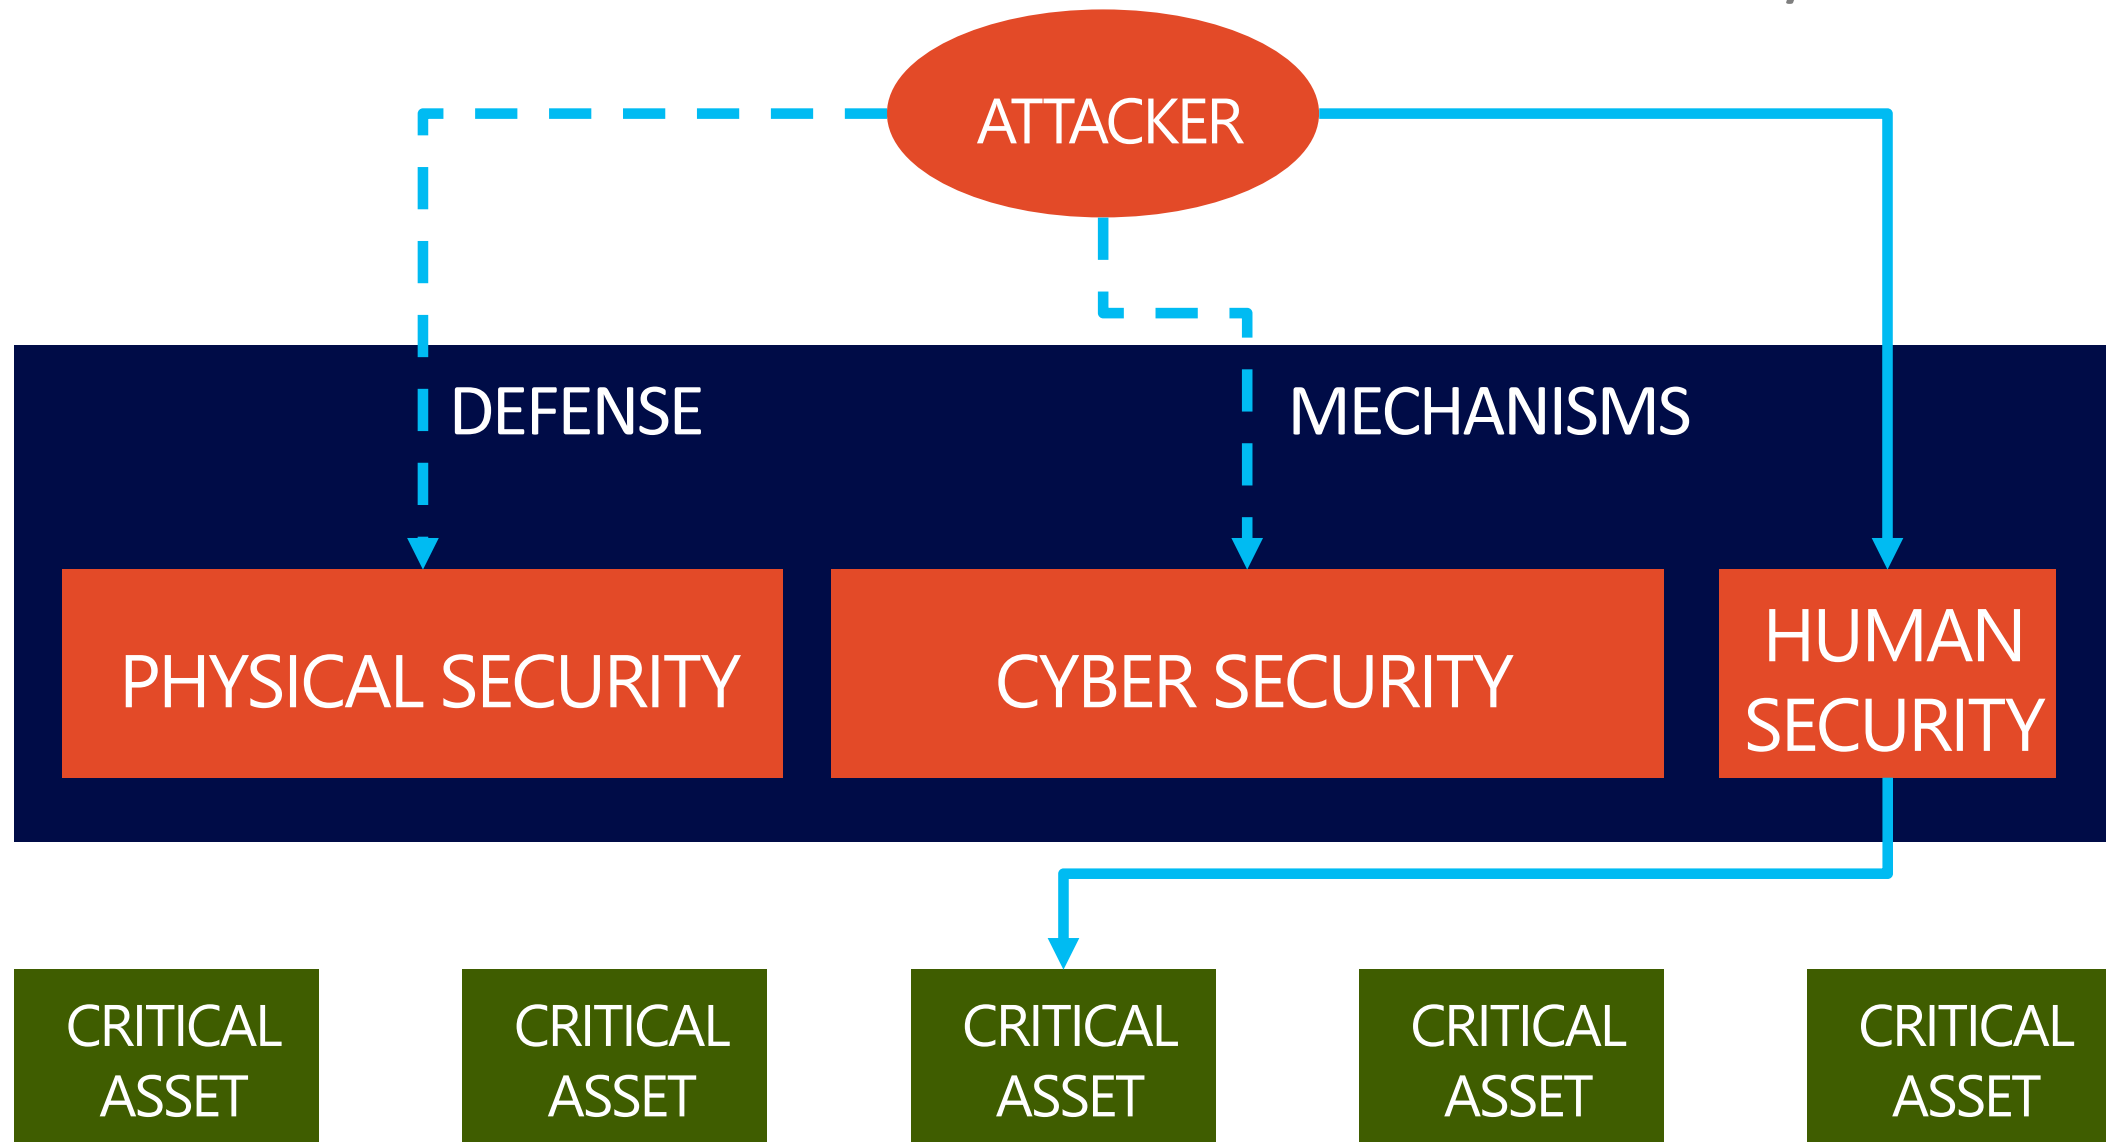 ATTACKER
DEFENSE MECHANISMS
PHYSICAL SECURITY
CYBER SECURITY
HUMAN
SECURITY
CRITICAL
ASSET
CRITICAL
ASSET
CRITICAL
ASSET
CRITICAL
ASSET
CRITICAL
ASSET